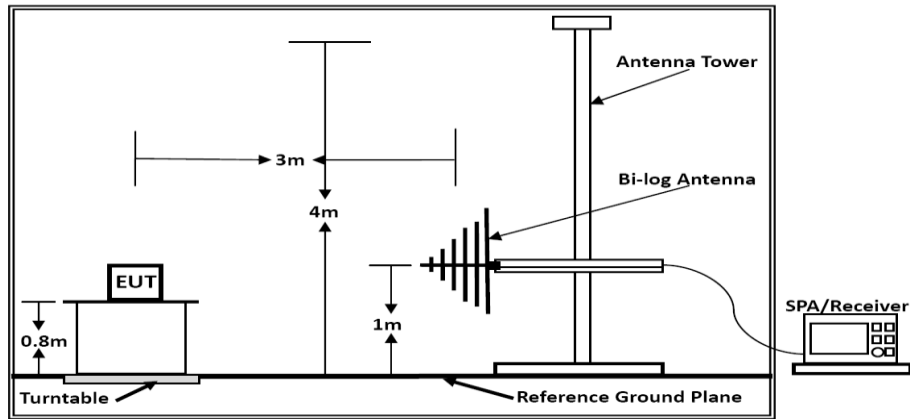 Antenna Tower
3m
Bi-log Antenna
4m
EUT
SPA/Receiver
0.8m
1m
Turntable
Reference Ground Plane